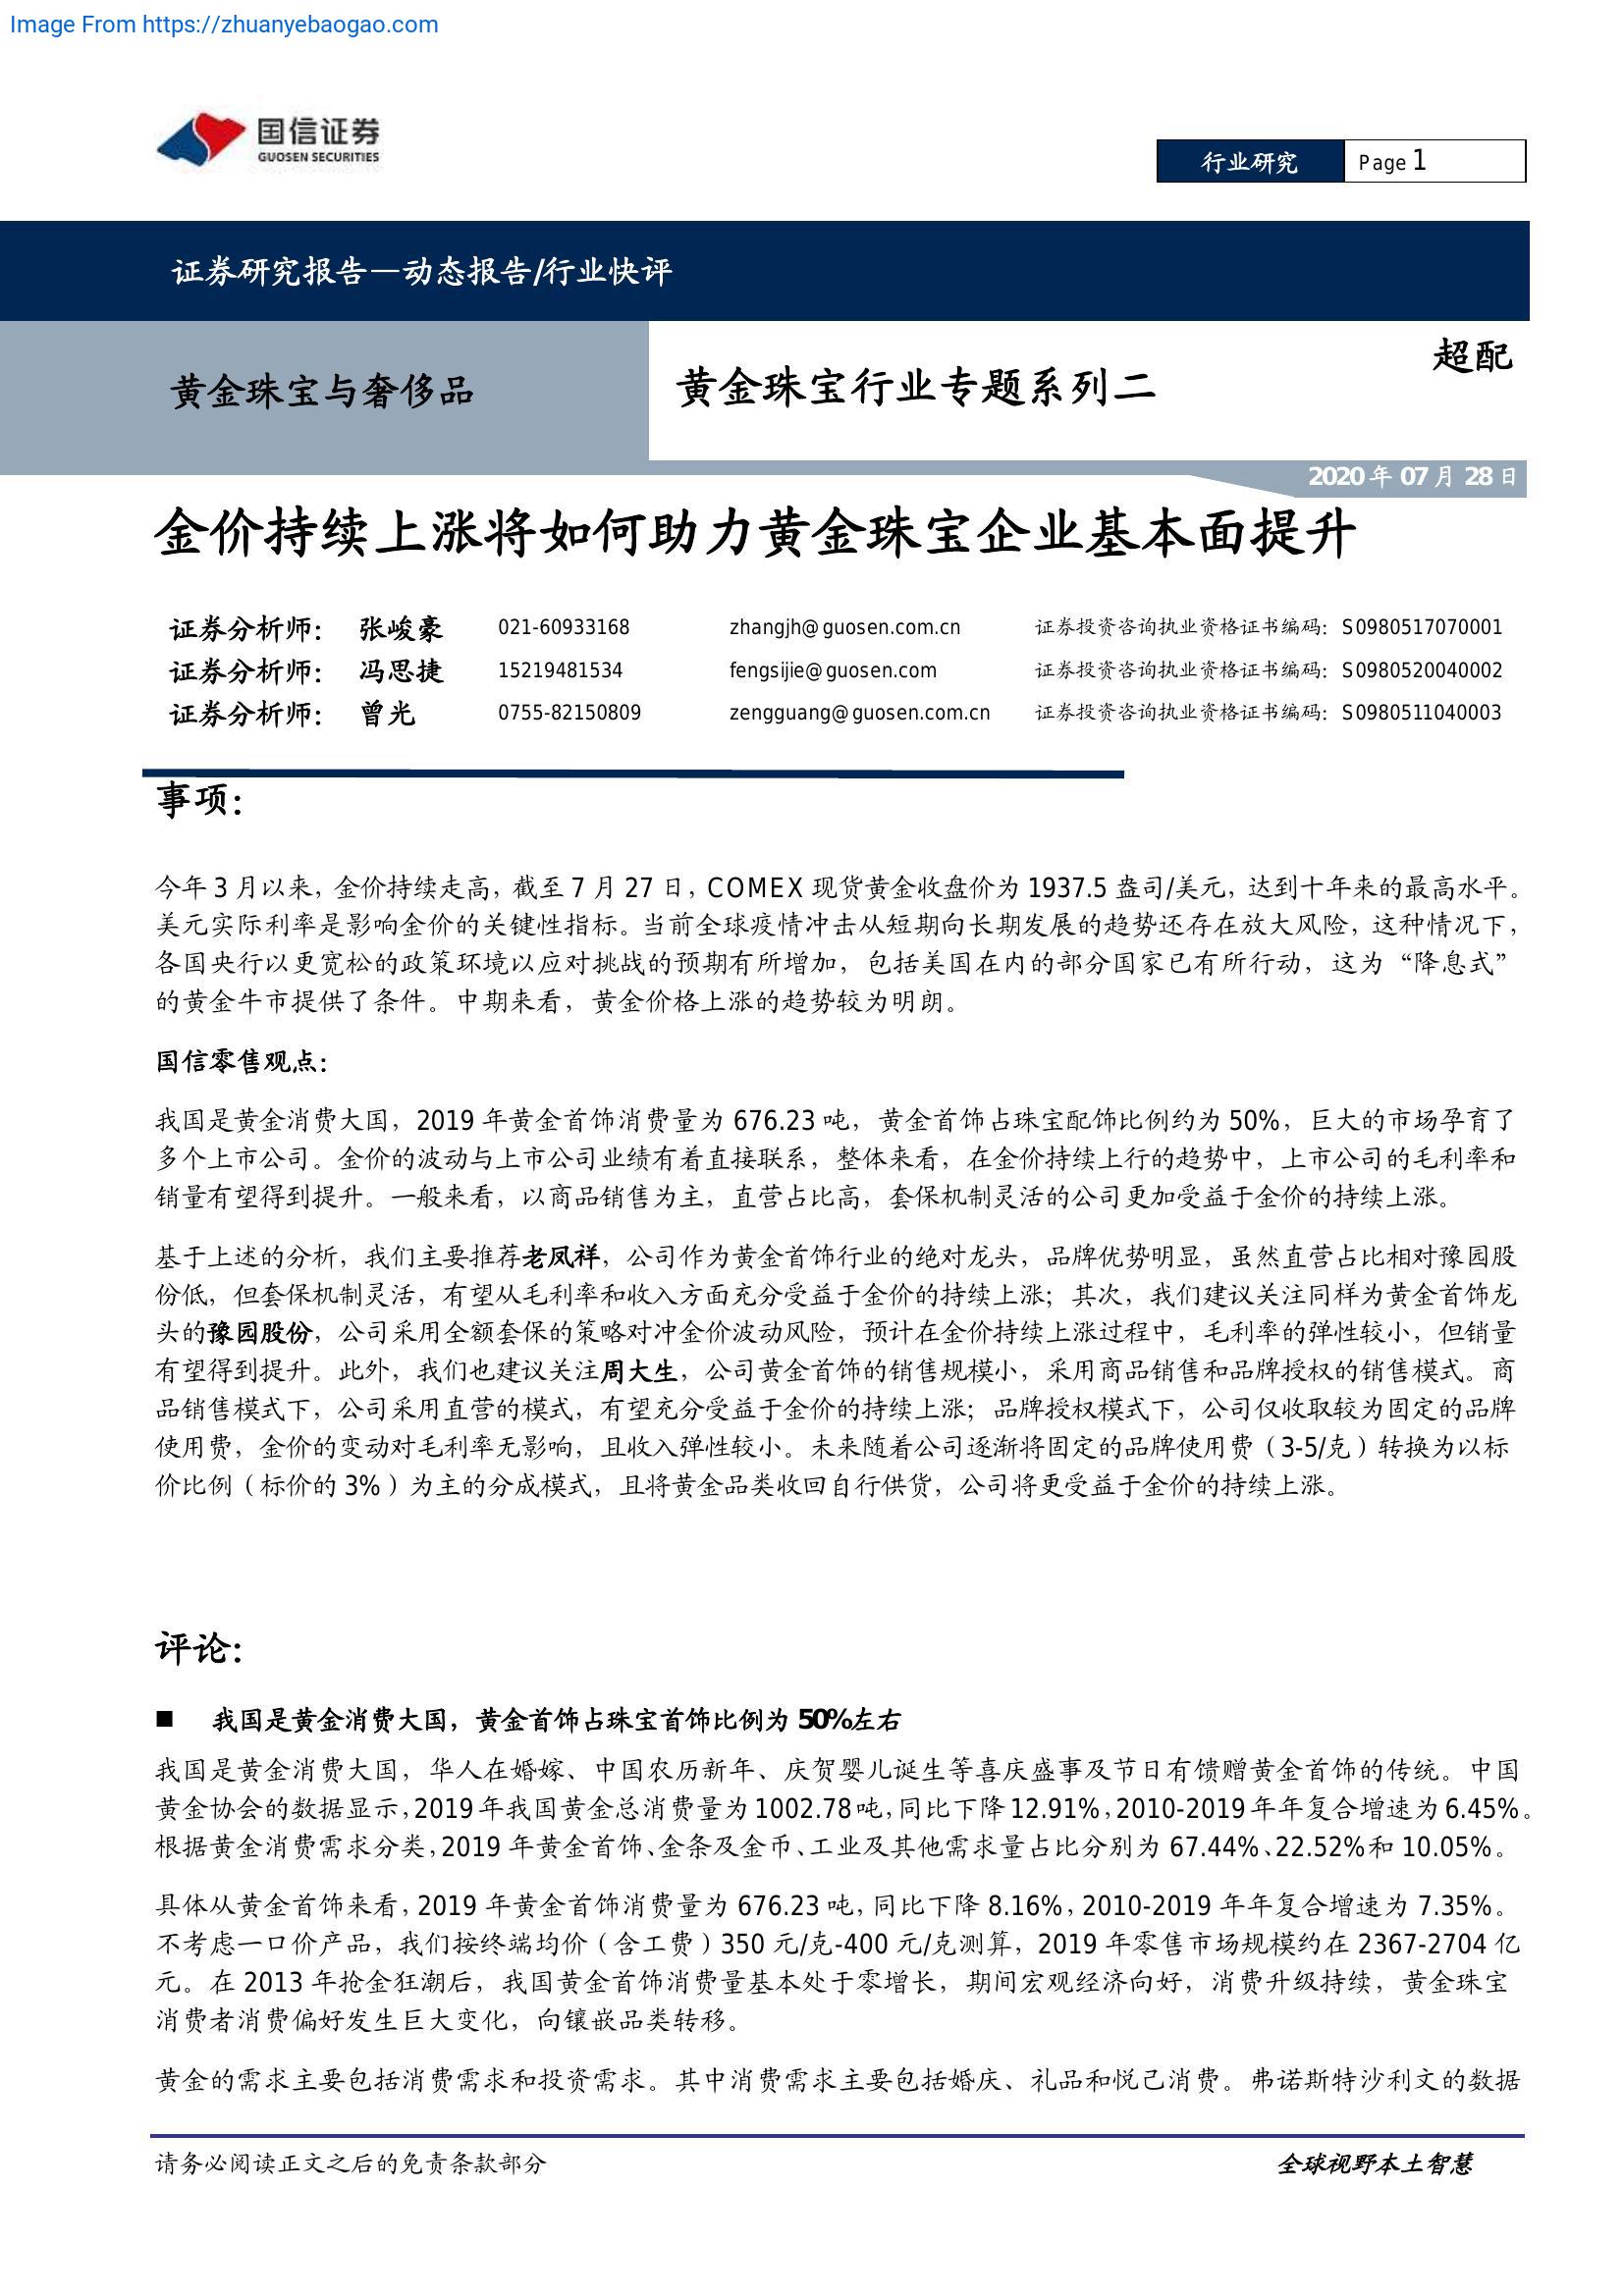 Image From https://zhuanyebaogao.com
国信证券
GUOSEN SECURITIES
行业研究
Page 1
证券研究报告—动态报告/行业快评
黄金珠宝与奢侈品
黄金珠宝行业专题系列二
超配
2020 年 07 月 28 日
金价持续上涨将如何助力黄金珠宝企业基本面提升
证券分析师： 张峻豪 021-60933168 zhangjh@guosen.com.cn 证券投资咨询执业资格证书编码：S0980517070001
证券分析师： 冯思捷 15219481534 fengsijie@guosen.com 证券投资咨询执业资格证书编码：S0980520040002
证券分析师： 曾光 0755-82150809 zengguang@guosen.com.cn 证券投资咨询执业资格证书编码：S0980511040003
事项：
今年 3 月以来，金价持续走高，截至 7 月 27 日，COMEX 现货黄金收盘价为 1937.5 盎司/美元，达到十年来的最高水平。
美元实际利率是影响金价的关键性指标。当前全球疫情冲击从短期向长期发展的趋势还存在放大风险，这种情况下，
各国央行以更宽松的政策环境以应对挑战的预期有所增加，包括美国在内的部分国家已有所行动，这为“降息式”
的黄金牛市提供了条件。中期来看，黄金价格上涨的趋势较为明朗。
国信零售观点：
我国是黄金消费大国，2019 年黄金首饰消费量为 676.23 吨，黄金首饰占珠宝配饰比例约为 50%，巨大的市场孕育了
多个上市公司。金价的波动与上市公司业绩有着直接联系，整体来看，在金价持续上行的趋势中，上市公司的毛利率和
销量有望得到提升。一般来看，以商品销售为主，直营占比高，套保机制灵活的公司更加受益于金价的持续上涨。
基于上述的分析，我们主要推荐老凤祥，公司作为黄金首饰行业的绝对龙头，品牌优势明显，虽然直营占比相对豫园股
份低，但套保机制灵活，有望从毛利率和收入方面充分受益于金价的持续上涨；其次，我们建议关注同样为黄金首饰龙
头的豫园股份，公司采用全额套保的策略对冲金价波动风险，预计在金价持续上涨过程中，毛利率的弹性较小，但销量
有望得到提升。此外，我们也建议关注周大生，公司黄金首饰的销售规模小，采用商品销售和品牌授权的销售模式。商
品销售模式下，公司采用直营的模式，有望充分受益于金价的持续上涨；品牌授权模式下，公司仅收取较为固定的品牌
使用费，金价的变动对毛利率无影响，且收入弹性较小。未来随着公司逐渐将固定的品牌使用费（3-5/克）转换为以标
价比例（标价的 3%）为主的分成模式，且将黄金品类收回自行供货，公司将更受益于金价的持续上涨。
评论：
■ 我国是黄金消费大国，黄金首饰占珠宝首饰比例为 50%左右
我国是黄金消费大国，华人在婚嫁、中国农历新年、庆贺婴儿诞生等喜庆盛事及节日有馈赠黄金首饰的传统。中国
黄金协会的数据显示，2019 年我国黄金总消费量为 1002.78 吨，同比下降 12.91%，2010-2019 年年复合增速为 6.45%。
根据黄金消费需求分类，2019 年黄金首饰、金条及金币、工业及其他需求量占比分别为 67.44%、22.52%和 10.05%。
具体从黄金首饰来看，2019 年黄金首饰消费量为 676.23 吨，同比下降 8.16%，2010-2019 年年复合增速为 7.35%。
不考虑一口价产品，我们按终端均价（含工费）350 元/克-400 元/克测算，2019 年零售市场规模约在 2367-2704 亿
元。在 2013 年抢金狂潮后，我国黄金首饰消费量基本处于零增长，期间宏观经济向好，消费升级持续，黄金珠宝
消费者消费偏好发生巨大变化，向镶嵌品类转移。
黄金的需求主要包括消费需求和投资需求。其中消费需求主要包括婚庆、礼品和悦己消费。弗诺斯特沙利文的数据
请务必阅读正文之后的免责条款部分
全球视野本土智慧